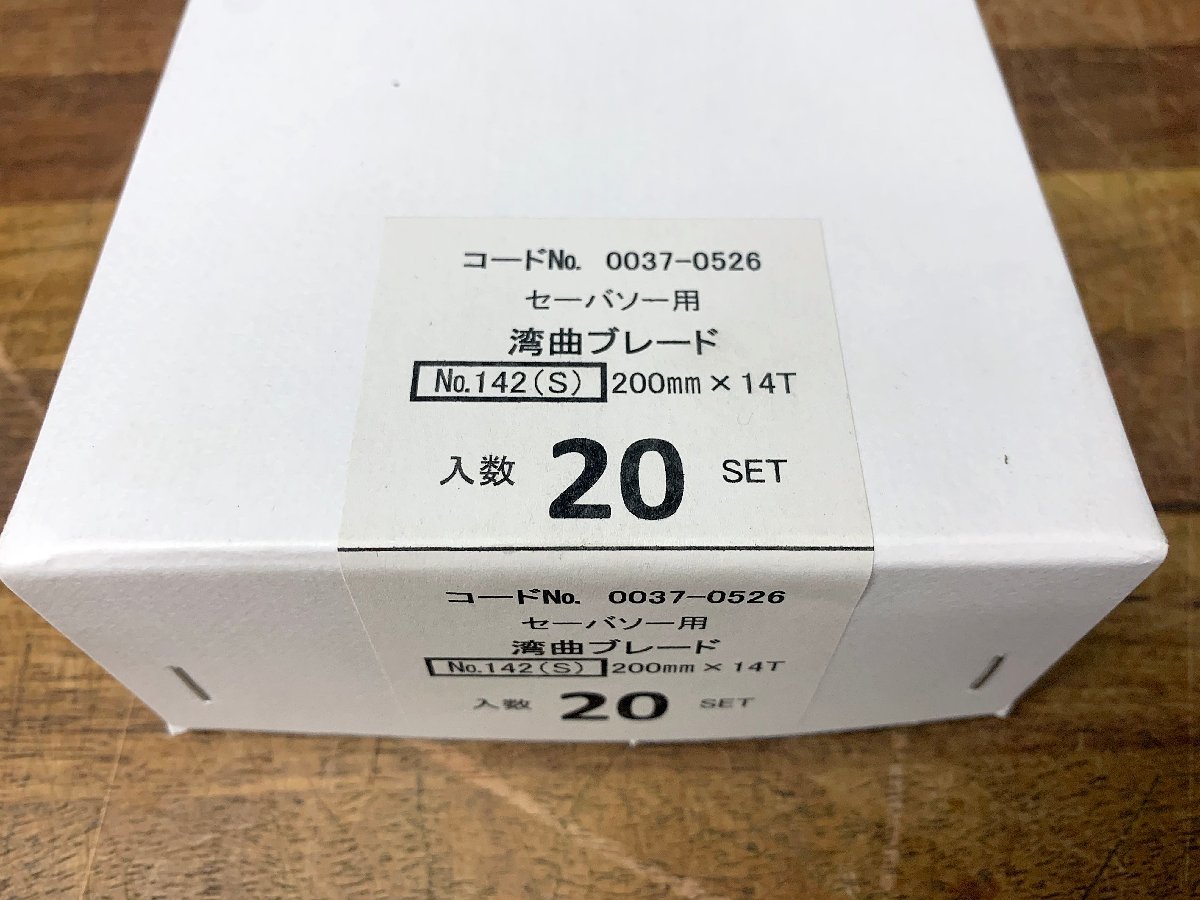 コードNo. 0037-0526
セーバソー用
湾曲ブレード
No.142(S) 200mm × 14T
入数 20 SET
コードNo. 0037-0526
セーバソー用
湾曲ブレード
No.142(S) 200mm × 14T
入数 20 SET